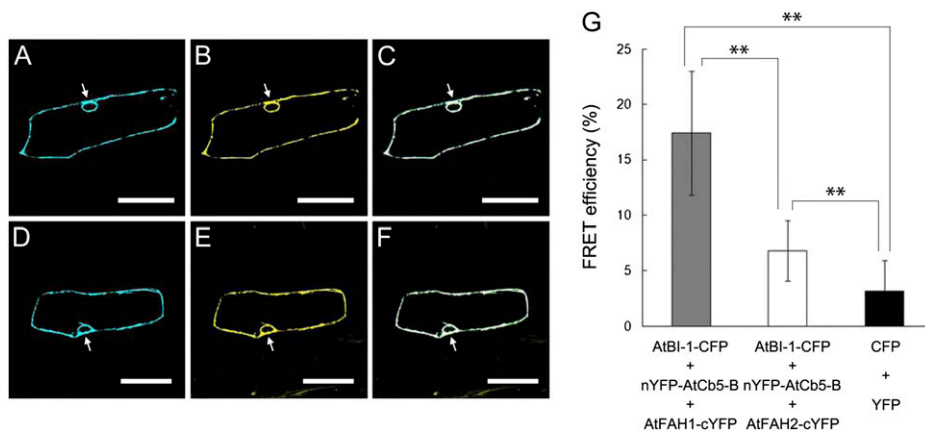 A
B
C
D
E
F
G
FRET efficiency (%)
25
20
15
10
5
0
**
**
**
AtBI-1-CFP
+
nYFP-AtCb5-B
+
AtFAH1-cYFP
AtBI-1-CFP
+
nYFP-AtCb5-B
+
AtFAH2-cYFP
CFP
+
YFP